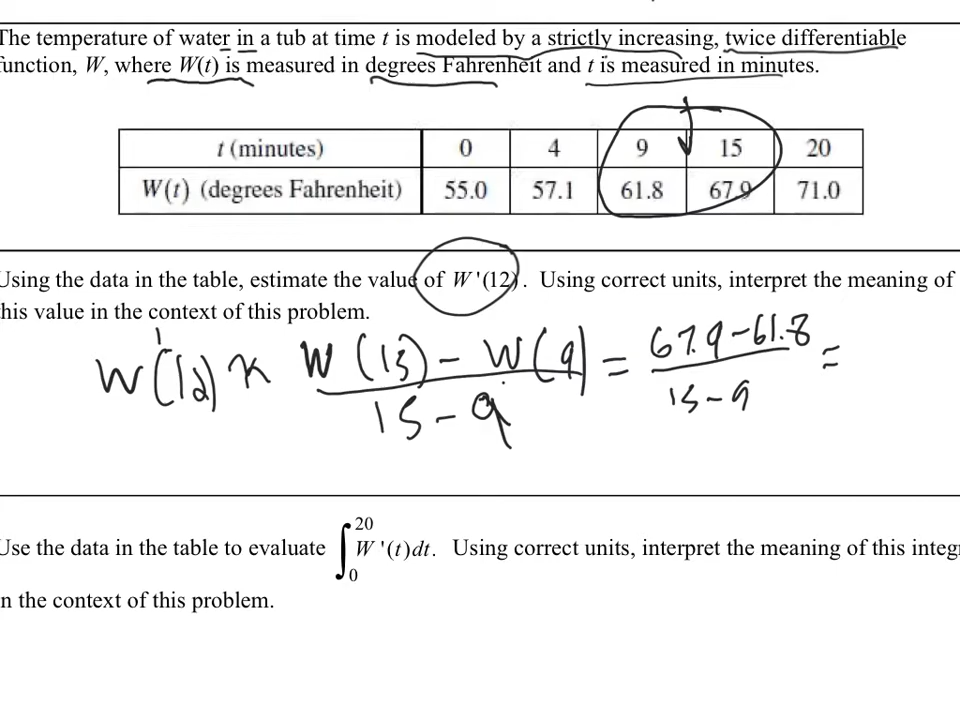 The temperature of water in a tub at time t is modeled by a strictly increasing, twice differentiable
function, W, where W(t) is measured in degrees Fahrenheit and t is measured in minutes.
t (minutes) 0 4 9 15 20
W(t) (degrees Fahrenheit) 55.0 57.1 61.8 67.9 71.0
Using the data in the table, estimate the value of W '(12). Using correct units, interpret the meaning of
this value in the context of this problem.
W'(12) ≈ W(15) - W(9) / 15 - 9 = 67.9 - 61.8 / 15 - 9 =
Use the data in the table to evaluate ∫₀²⁰ W '(t)dt. Using correct units, interpret the meaning of this integr
in the context of this problem.